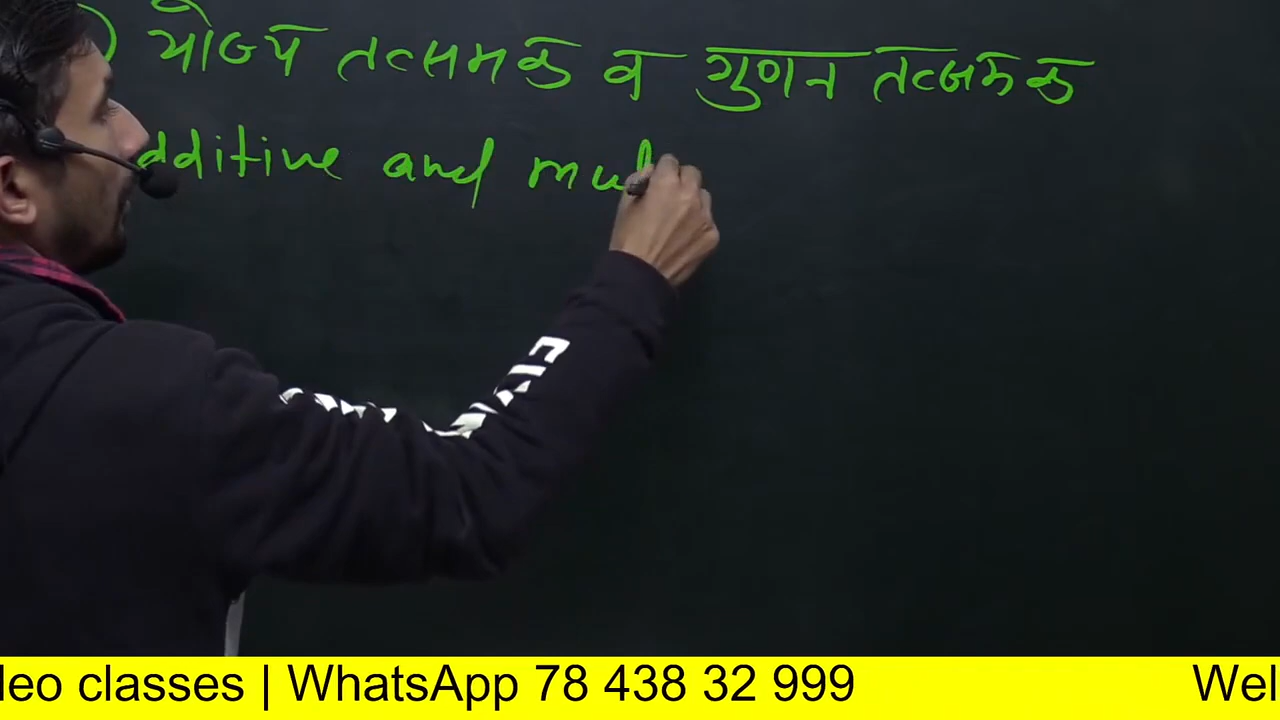 ) योज्य तत्समक व गुणन तत्समक
dditive and mul
leo classes | WhatsApp 78 438 32 999 Wel